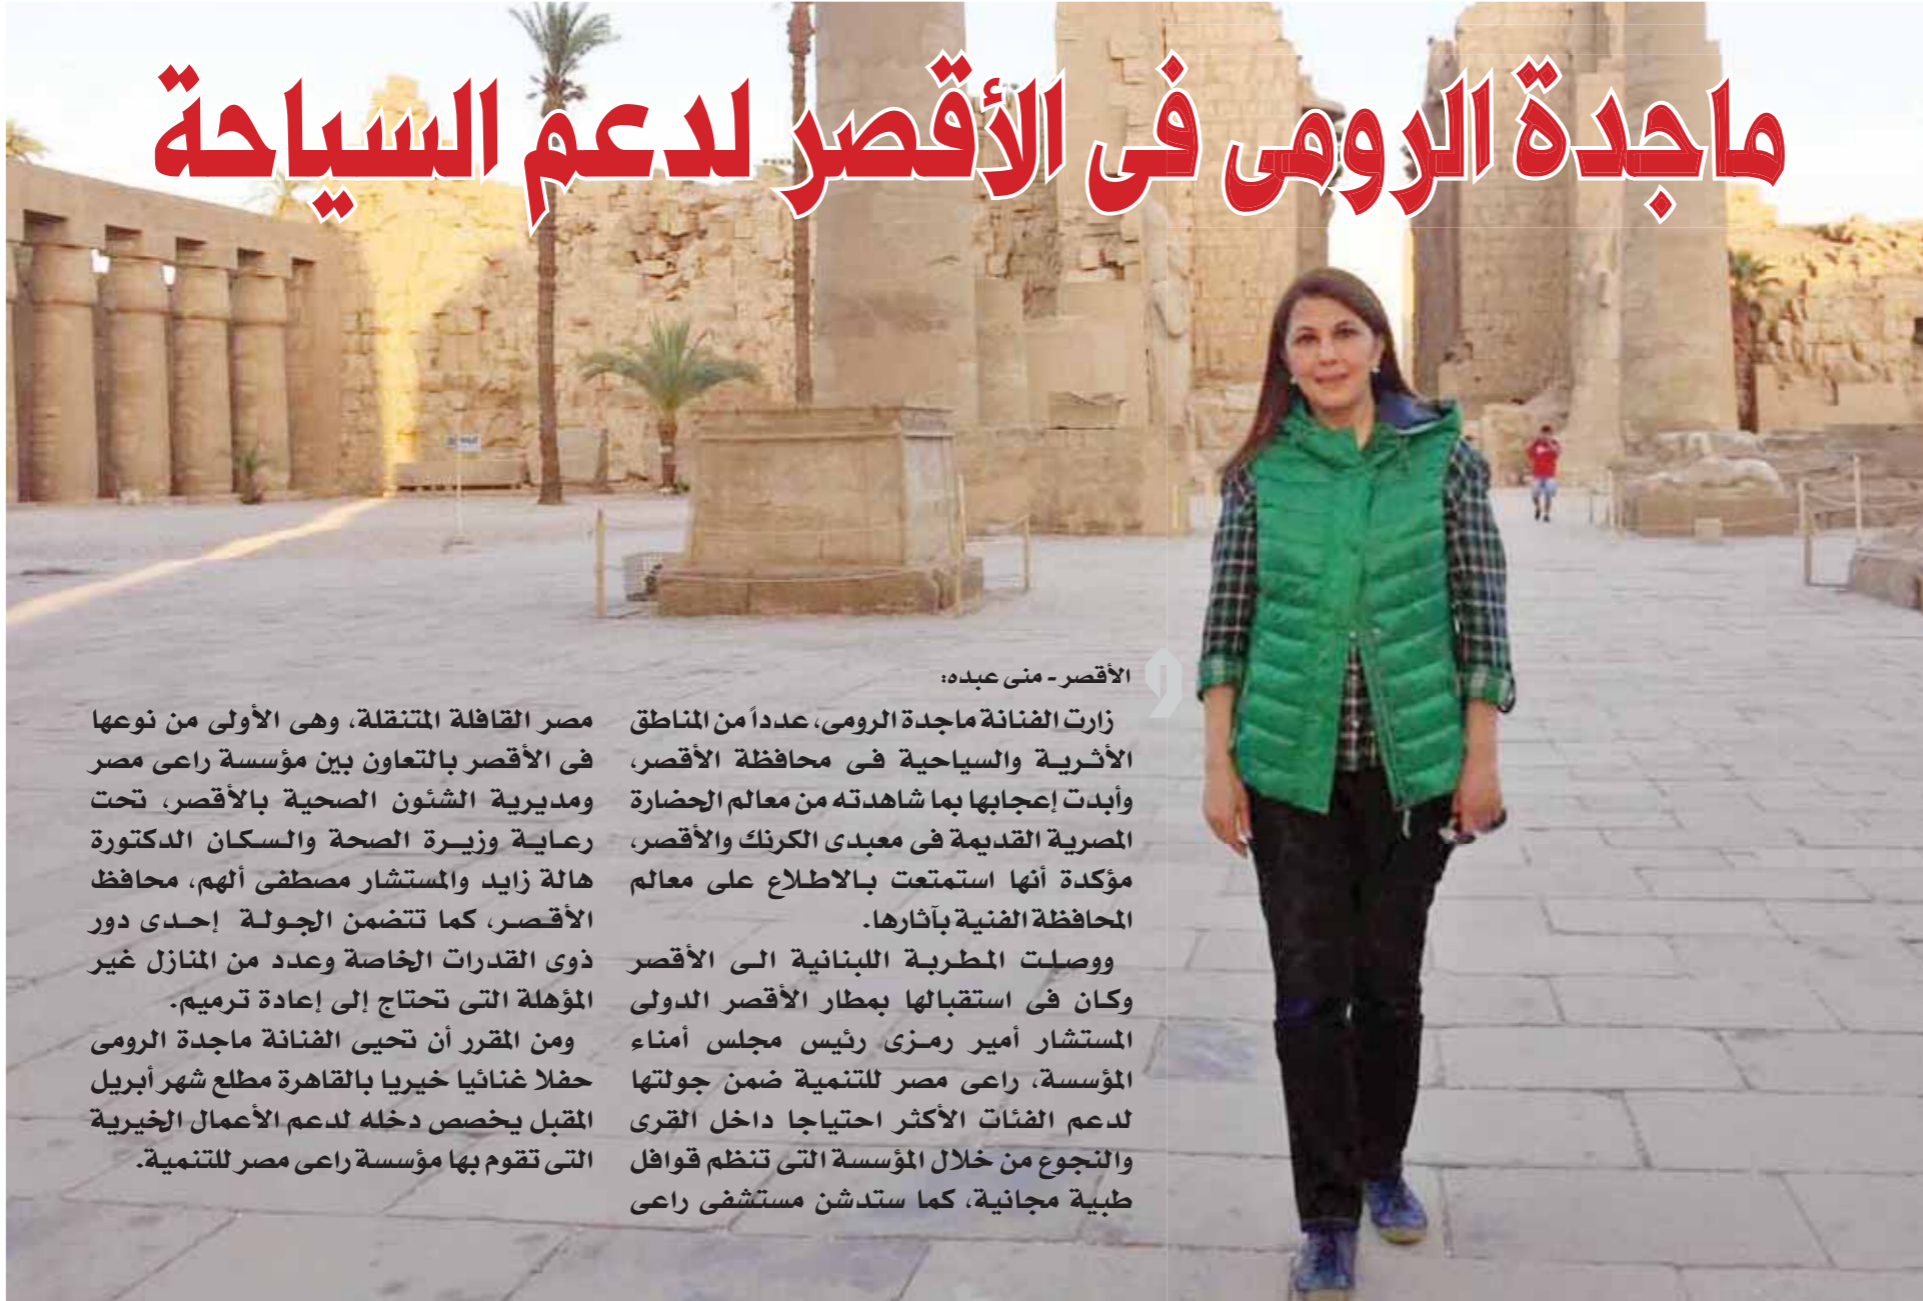 ماجدة الرومى فى الأقصر لدعم السياحة
الأقصر - منى عبده:
زارت الفنانة ماجدة الرومى، عدداً من المناطق
الأثرية والسياحية فى محافظة الأقصر،
وأبدت إعجابها بما شاهدته من معالم الحضارة
المصرية القديمة فى معبدى الكرنك والأقصر،
مؤكدة أنها استمتعت بالاطلاع على معالم
المحافظة الفنية بآثارها.
ووصلت المطربة اللبنانية الى الأقصر
وكان فى استقبالها بمطار الأقصر الدولى
المستشار أمير رمزى رئيس مجلس أمناء
المؤسسة، راعى مصر للتنمية ضمن جولتها
لدعم الفئات الأكثر احتياجا داخل القرى
والنجوع من خلال المؤسسة التى تنظم قوافل
طبية مجانية، كما ستدشن مستشفى راعى
مصر القافلة المتنقلة، وهى الأولى من نوعها
فى الأقصر بالتعاون بين مؤسسة راعى مصر
ومديرية الشئون الصحية بالأقصر، تحت
رعاية وزيرة الصحة والسكان الدكتورة
هالة زايد والمستشار مصطفى ألهم، محافظ
الأقصر، كما تتضمن الجولة إحدى دور
ذوى القدرات الخاصة وعدد من المنازل غير
المؤهلة التى تحتاج إلى إعادة ترميم.
ومن المقرر أن تحيى الفنانة ماجدة الرومى
حفلا غنائيا خيريا بالقاهرة مطلع شهر أبريل
المقبل يخصص دخله لدعم الأعمال الخيرية
التى تقوم بها مؤسسة راعى مصر للتنمية.